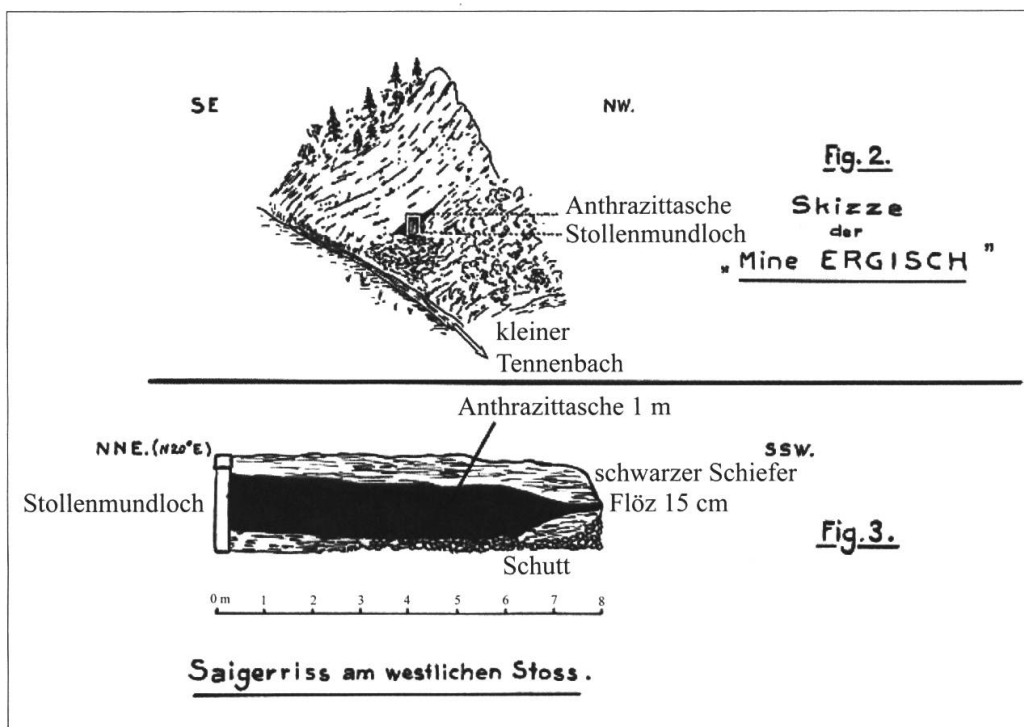 SE
NW.
Fig. 2.
Skizze
der
„Mine ERGISCH"
Anthrazittasche
Stollenmundloch
kleiner
Tennenbach
Anthrazittasche 1 m
NNE. (N20°E)
SSW.
schwarzer Schiefer
Stollenmundloch
Flöz 15 cm
Fig. 3.
Schutt
0 m 1 2 3 4 5 6 7 8
Saigerriss am westlichen Stoss.